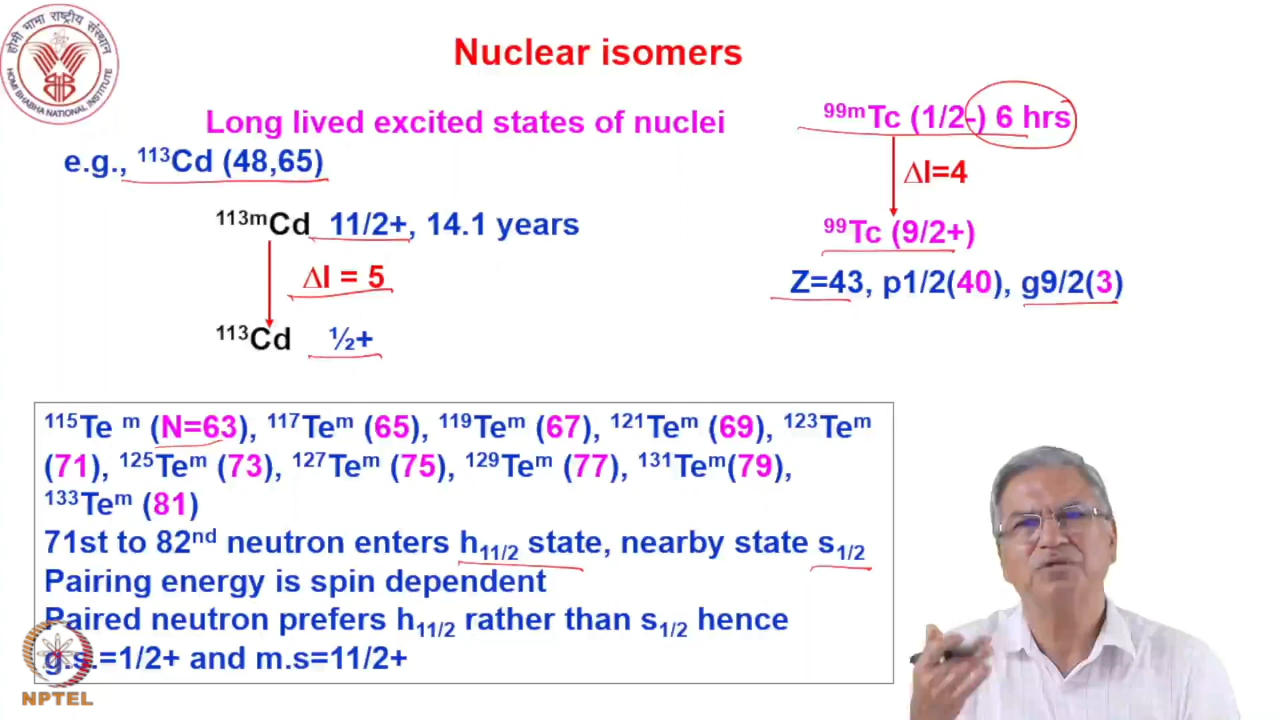 होमी भाभा राष्ट्रीय संस्थान
HOMI BHABHA NATIONAL INSTITUTE
Nuclear isomers
Long lived excited states of nuclei
e.g., ¹¹³Cd (48,65)
¹¹³ᵐCd 11/2+, 14.1 years
∆I = 5
¹¹³Cd ½+
⁹⁹ᵐTc (1/2-) 6 hrs
∆I=4
⁹⁹Tc (9/2+)
Z=43, p1/2(40), g9/2(3)
¹¹⁵Te ᵐ (N=63), ¹¹⁷Teᵐ (65), ¹¹⁹Teᵐ (67), ¹²¹Teᵐ (69), ¹²³Teᵐ
(71), ¹²⁵Teᵐ (73), ¹²⁷Teᵐ (75), ¹²⁹Teᵐ (77), ¹³¹Teᵐ(79),
¹³³Teᵐ (81)
71st to 82ⁿᵈ neutron enters h₁₁/₂ state, nearby state s₁/₂
Pairing energy is spin dependent
Paired neutron prefers h₁₁/₂ rather than s₁/₂ hence
g.s.=1/2+ and m.s=11/2+
NPTEL